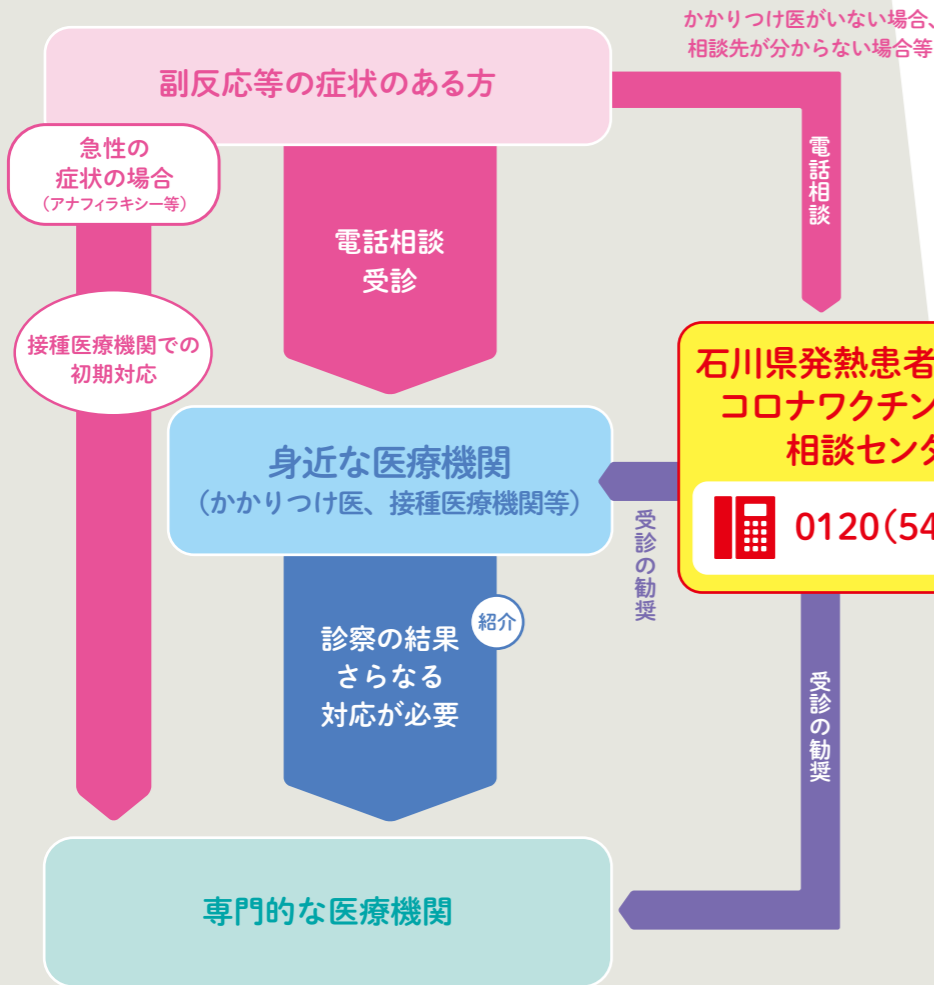 かかりつけ医がいない場合、
相談先が分からない場合等
副反応等の症状のある方
急性の
症状の場合
(アナフィラキシー等)
電話相談
受診
電話相談
接種医療機関での
初期対応
石川県発熱患者
コロナワクチン
相談セン
0120(54
身近な医療機関
(かかりつけ医、接種医療機関等)
受診の勧奨
紹介
診察の結果
さらなる
対応が必要
受診の勧奨
専門的な医療機関